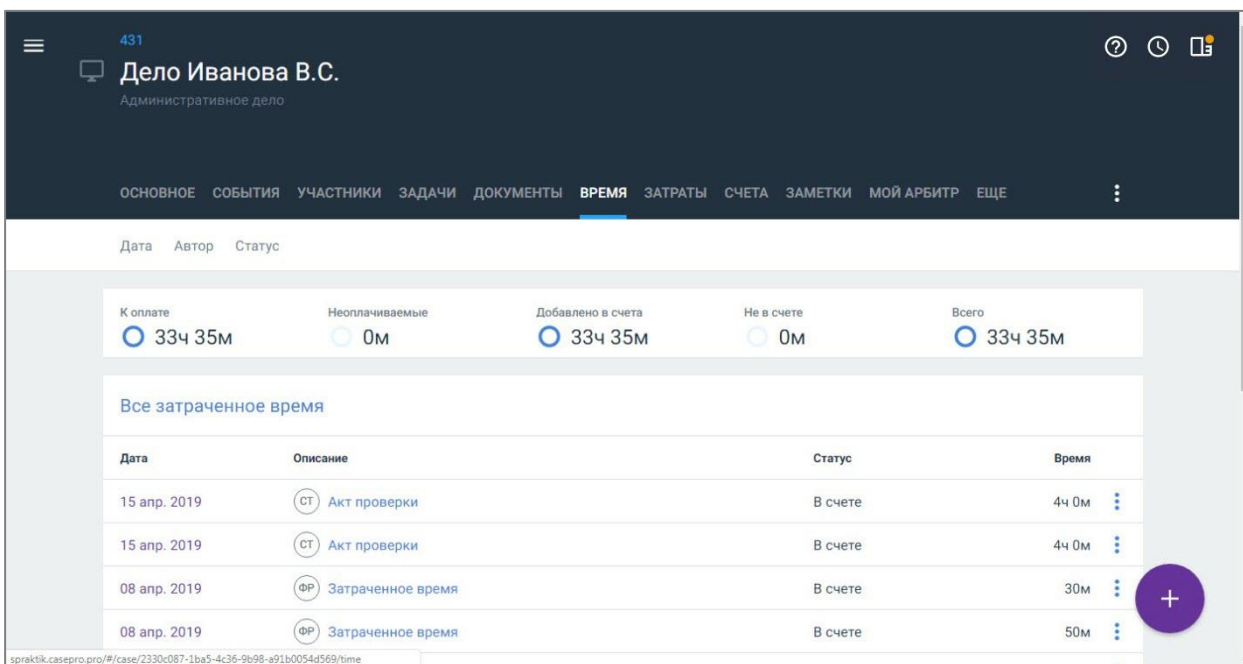 431
Дело Иванова В.С.
Административное дело
ОСНОВНОЕ СОБЫТИЯ УЧАСТНИКИ ЗАДАЧИ ДОКУМЕНТЫ ВРЕМЯ ЗАТРАТЫ СЧЕТА ЗАМЕТКИ МОЙ АРБИТР ЕЩЕ
Дата Автор Статус
К оплате Неоплачиваемые Добавлено в счета Не в счете Всего
33ч 35м 0м 33ч 35м 0м 33ч 35м
Все затраченное время
Дата Описание Статус Время
15 апр. 2019 СТ Акт проверки В счете 4ч 0м
15 апр. 2019 СТ Акт проверки В счете 4ч 0м
08 апр. 2019 ФР Затраченное время В счете 30м
08 апр. 2019 ФР Затраченное время В счете 50м
spraktik.casepro.pro/#/case/2330c087-1ba5-4c36-9b98-a91b0054d569/time